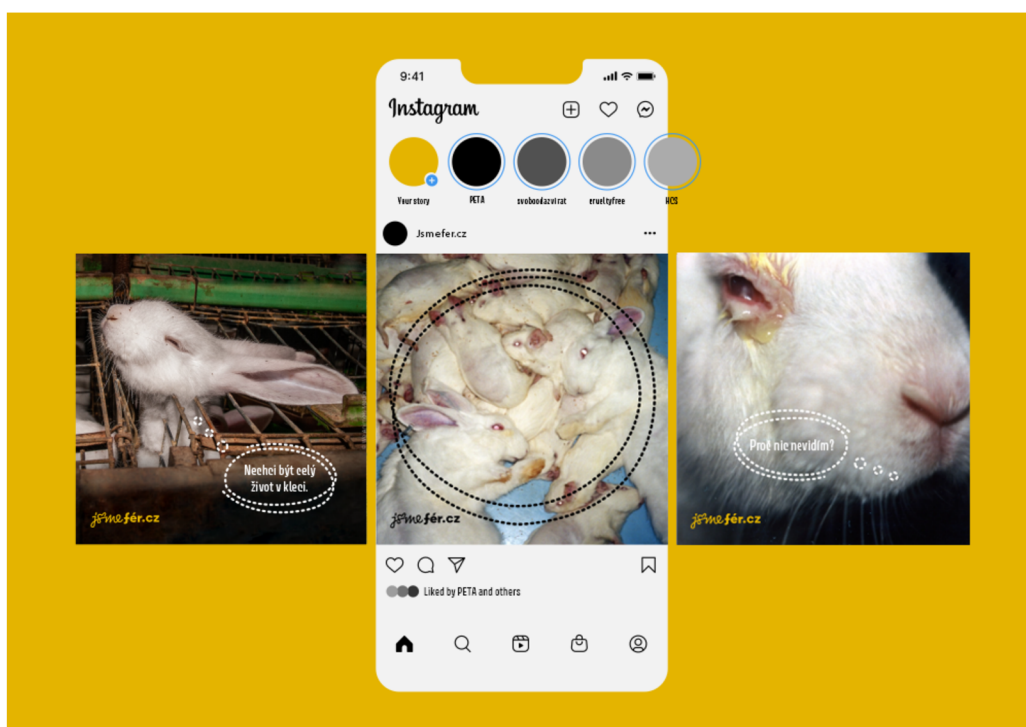 9:41
Instagram
Your story
PETA
svobodazvirat
crueltyfree
HCS
Jsmefer.cz
Nechci být celý
život v kleci.
jsmefér.cz
jsmefér.cz
Proč nic nevidím?
jsmefér.cz
Liked by PETA and others